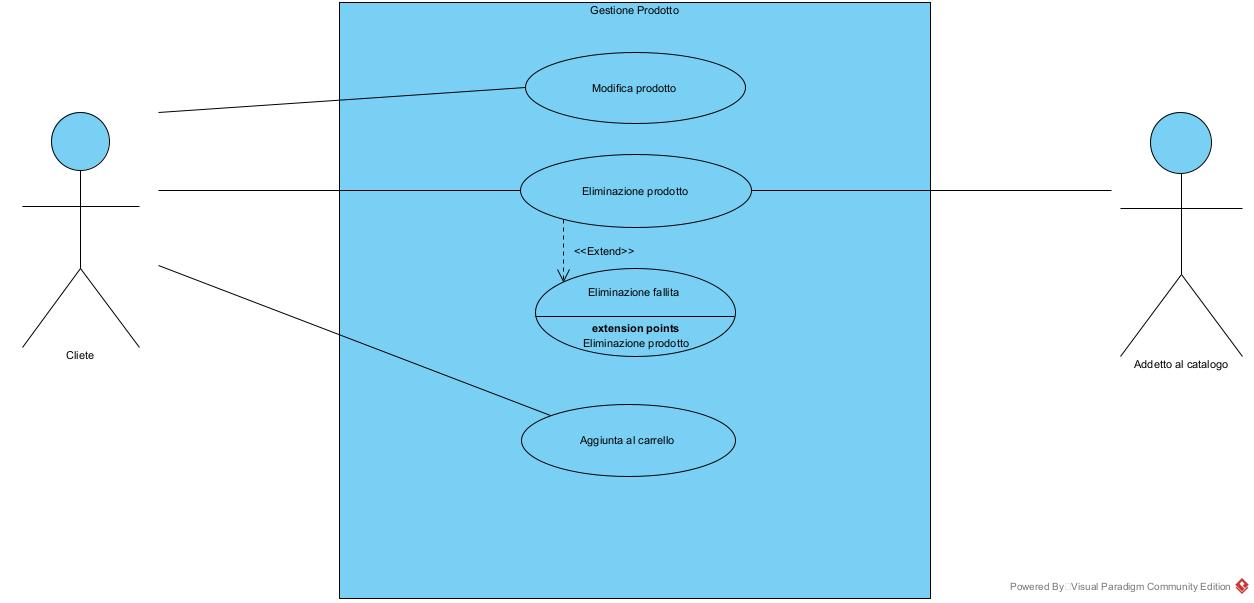 Gestione Prodotto
Modifica prodotto
Eliminazione prodotto
<<Extend>>
Eliminazione fallita
extension points
Eliminazione prodotto
Cliete
Addetto al catalogo
Aggiunta al carrello
Powered By Visual Paradigm Community Edition